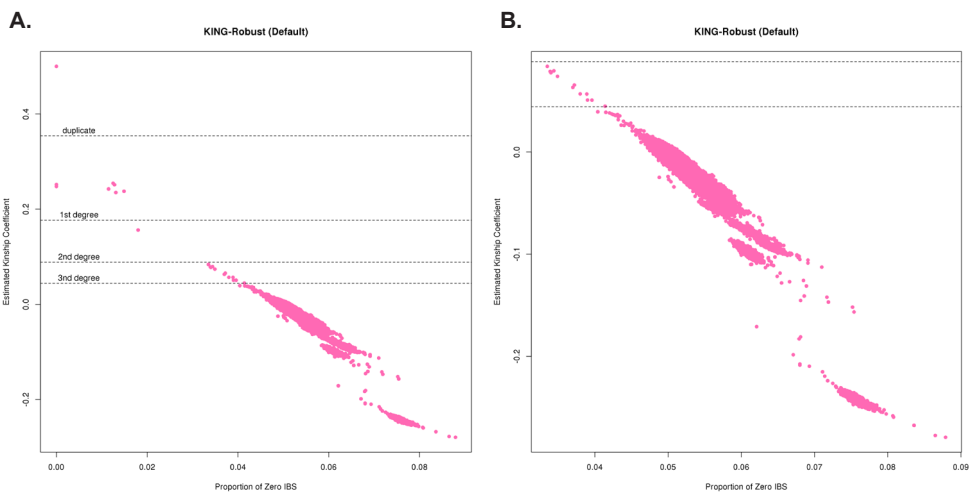 A.
KING-Robust (Default)
Estimated Kinship Coefficient
0.4
0.2
0.0
-0.2
duplicate
1st degree
2nd degree
3rd degree
0.00 0.02 0.04 0.06 0.08
Proportion of Zero IBS
B.
KING-Robust (Default)
Estimated Kinship Coefficient
0.0
-0.1
-0.2
0.04 0.05 0.06 0.07 0.08 0.09
Proportion of Zero IBS